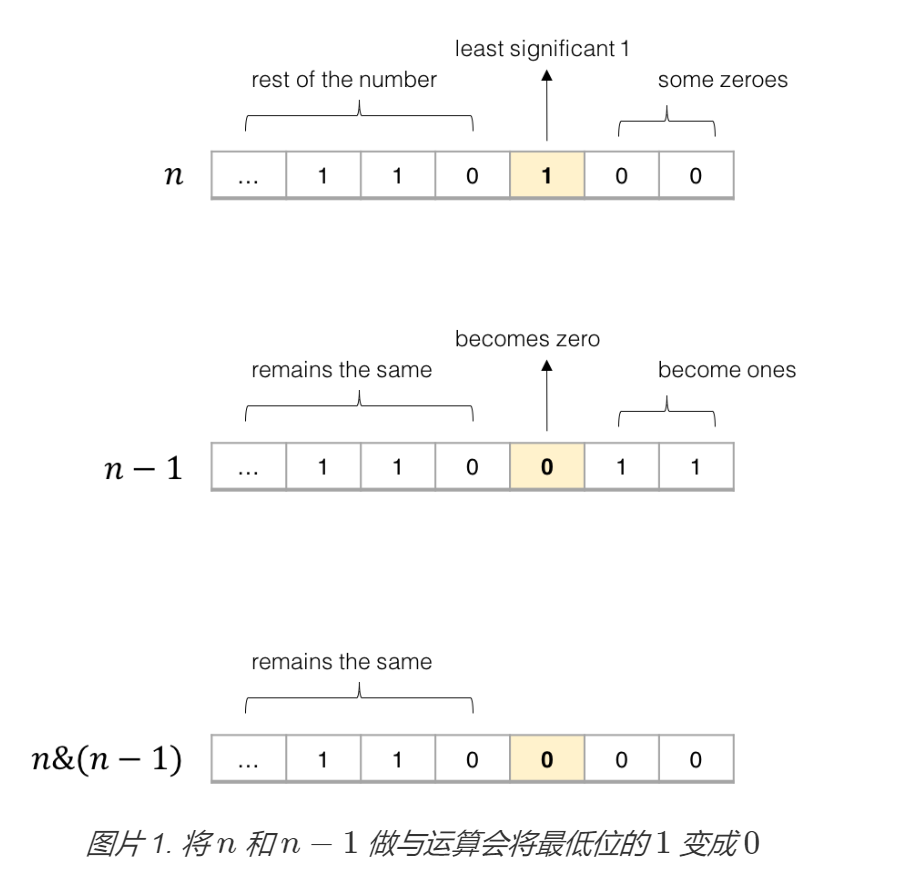 least significant 1
rest of the number
some zeroes
n ... 1 1 0 1 0 0
becomes zero
remains the same
become ones
n − 1 ... 1 1 0 0 1 1
remains the same
n&(n − 1) ... 1 1 0 0 0 0
图片 1. 将 n 和 n − 1 做与运算会将最低位的 1 变成 0